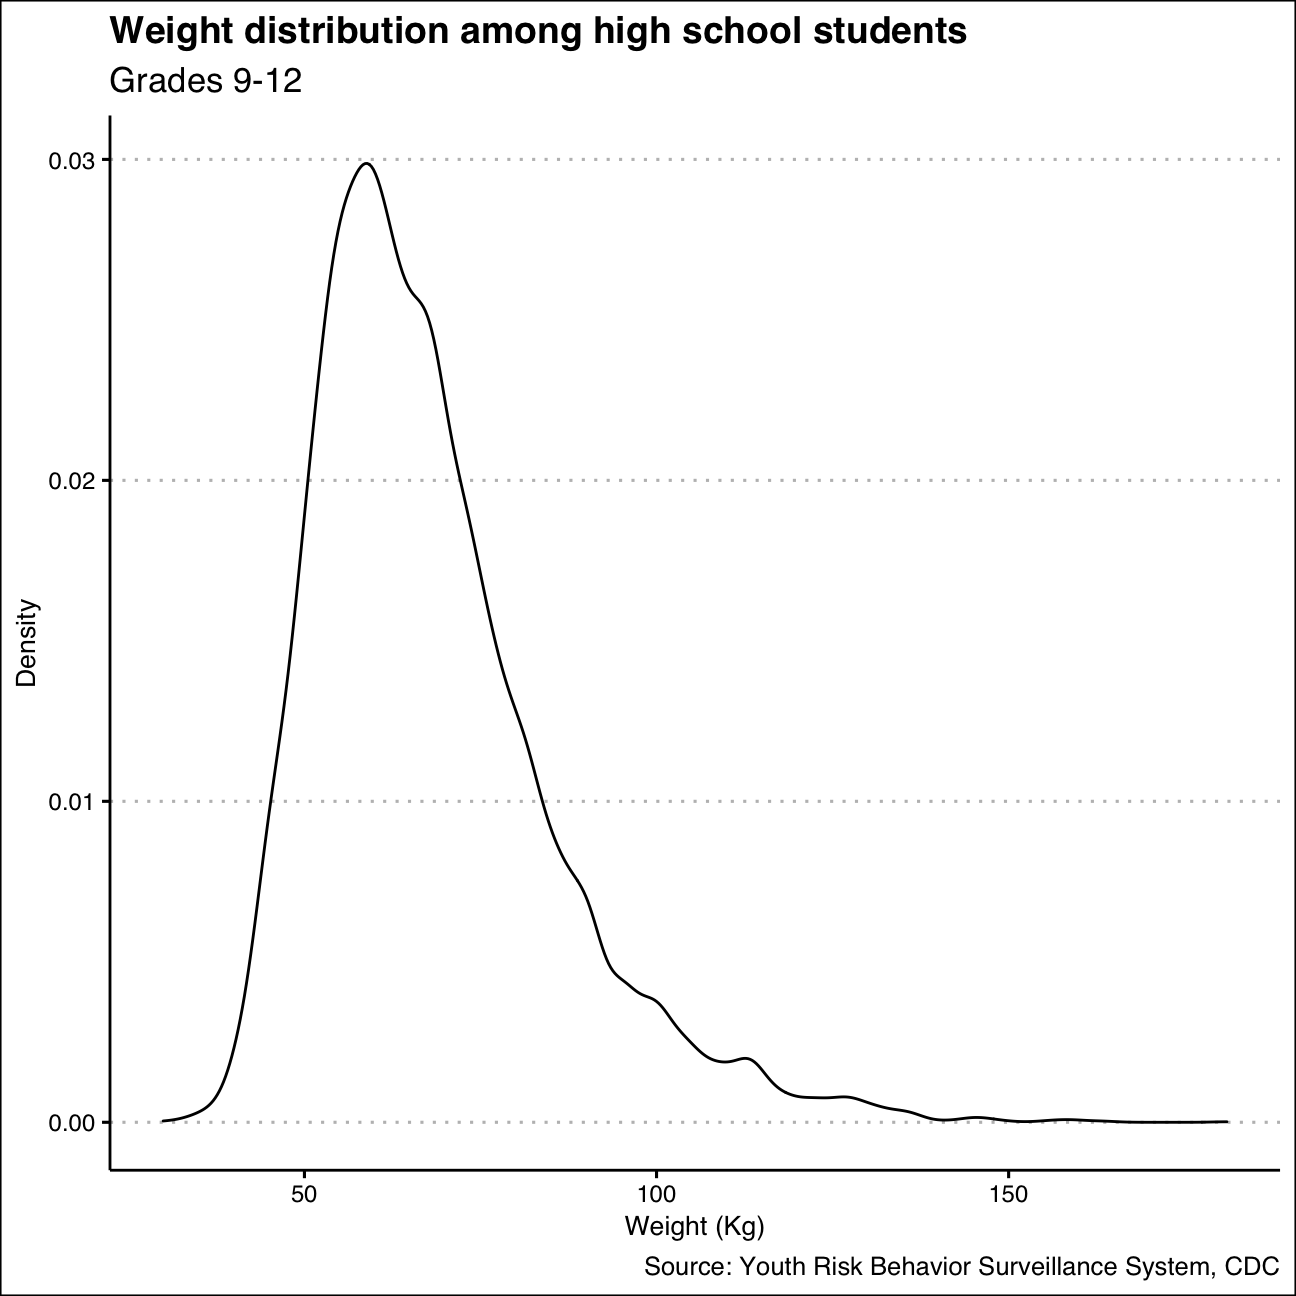 Weight distribution among high school students
Grades 9-12
0.03
0.02
0.01
0.00
Density
50 100 150
Weight (Kg)
Source: Youth Risk Behavior Surveillance System, CDC